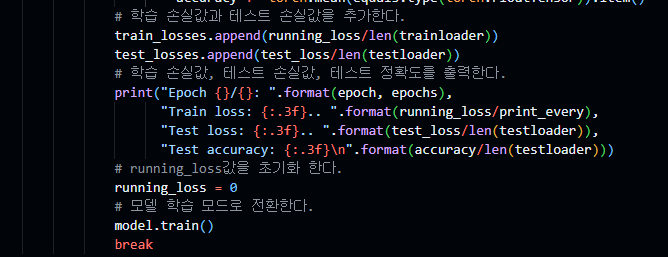 # 학습 손실값과 테스트 손실값을 추가한다.
train_losses.append(running_loss/len(trainloader))
test_losses.append(test_loss/len(testloader))
# 학습 손실값, 테스트 손실값, 테스트 정확도를 출력한다.
print("Epoch {}/{}: ".format(epoch, epochs),
"Train loss: {:.3f}.. ".format(running_loss/print_every),
"Test loss: {:.3f}.. ".format(test_loss/len(testloader)),
"Test accuracy: {:.3f}\n".format(accuracy/len(testloader)))
# running_loss값을 초기화 한다.
running_loss = 0
# 모델 학습 모드로 전환한다.
model.train()
break